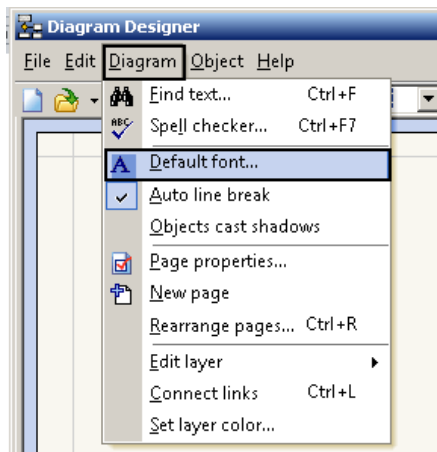 Diagram Designer
File Edit Diagram Object Help
Find text... Ctrl+F
ABC Spell checker... Ctrl+F7
A Default font...
Auto line break
Objects cast shadows
Page properties...
New page
Rearrange pages... Ctrl+R
Edit layer
Connect links Ctrl+L
Set layer color...